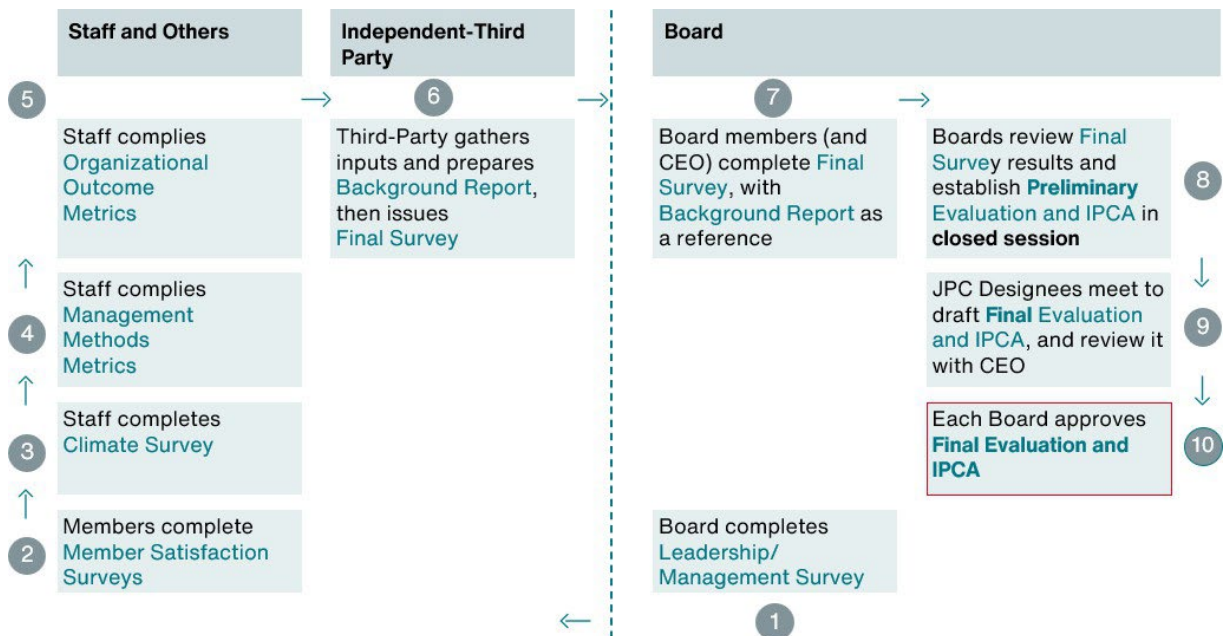 Staff and Others
Independent-Third
Party
Board
5
6
7
Staff complies
Organizational
Outcome
Metrics
Third-Party gathers
inputs and prepares
Background Report,
then issues
Final Survey
Board members (and
CEO) complete Final
Survey, with
Background Report as
a reference
Boards review Final
Survey results and
establish Preliminary
Evaluation and IPCA in
closed session
8
4
Staff complies
Management
Methods
Metrics
JPC Designees meet to
draft Final Evaluation
and IPCA, and review it
with CEO
9
3
Staff completes
Climate Survey
Each Board approves
Final Evaluation and
IPCA
10
2
Members complete
Member Satisfaction
Surveys
Board completes
Leadership/
Management Survey
1